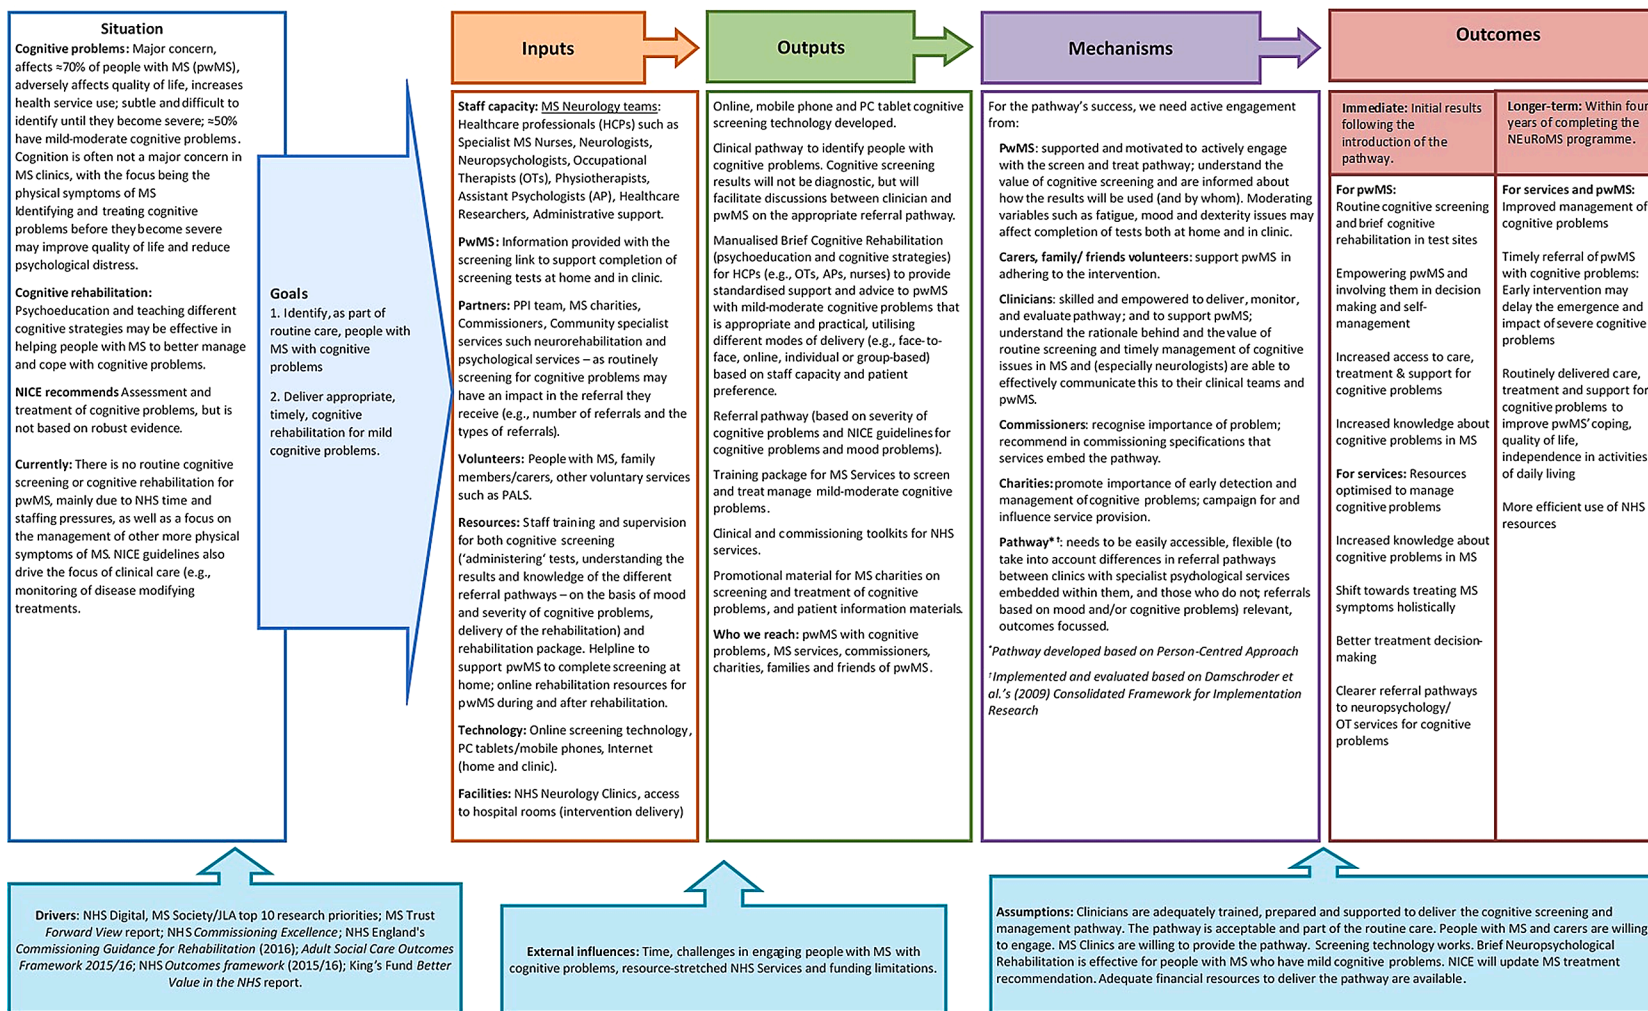 Situation
Cognitive problems: Major concern,
affects ≈70% of people with MS (pwMS),
adversely affects quality of life, increases
health service use; subtle and difficult to
identify until they become severe; ≈50%
have mild-moderate cognitive problems.
Cognition is often not a major concern in
MS clinics, with the focus being the
physical symptoms of MS
Identifying and treating cognitive
problems before they become severe
may improve quality of life and reduce
psychological distress.
Cognitive rehabilitation:
Psychoeducation and teaching different
cognitive strategies may be effective in
helping people with MS to better manage
and cope with cognitive problems.
NICE recommends Assessment and
treatment of cognitive problems, but is
not based on robust evidence.
Currently: There is no routine cognitive
screening or cognitive rehabilitation for
pwMS, mainly due to NHS time and
staffing pressures, as well as a focus on
the management of other more physical
symptoms of MS. NICE guidelines also
drive the focus of clinical care (e.g.,
monitoring of disease modifying
treatments.
Goals
1. Identify, as part of
routine care, people with
MS with cognitive
problems
2. Deliver appropriate,
timely, cognitive
rehabilitation for mild
cognitive problems.
Inputs
Staff capacity: MS Neurology teams:
Healthcare professionals (HCPs) such as
Specialist MS Nurses, Neurologists,
Neuropsychologists, Occupational
Therapists (OTs), Physiotherapists,
Assistant Psychologists (AP), Healthcare
Researchers, Administrative support.
PwMS: Information provided with the
screening link to support completion of
screening tests at home and in clinic.
Partners: PPI team, MS charities,
Commissioners, Community specialist
services such neurorehabilitation and
psychological services – as routinely
screening for cognitive problems may
have an impact in the referral they
receive (e.g., number of referrals and the
types of referrals).
Volunteers: People with MS, family
members/carers, other voluntary services
such as PALS.
Resources: Staff training and supervision
for both cognitive screening
('administering' tests, understanding the
results and knowledge of the different
referral pathways – on the basis of mood
and severity of cognitive problems,
delivery of the rehabilitation) and
rehabilitation package. Helpline to
support pwMS to complete screening at
home; online rehabilitation resources for
pwMS during and after rehabilitation.
Technology: Online screening technology,
PC tablets/mobile phones, Internet
(home and clinic).
Facilities: NHS Neurology Clinics, access
to hospital rooms (intervention delivery)
Outputs
Online, mobile phone and PC tablet cognitive
screening technology developed.
Clinical pathway to identify people with
cognitive problems. Cognitive screening
results will not be diagnostic, but will
facilitate discussions between clinician and
pwMS on the appropriate referral pathway.
Manualised Brief Cognitive Rehabilitation
(psychoeducation and cognitive strategies)
for HCPs (e.g., OTs, APs, nurses) to provide
standardised support and advice to pwMS
with mild-moderate cognitive problems that
is appropriate and practical, utilising
different modes of delivery (e.g., face-to-
face, online, individual or group-based)
based on staff capacity and patient
preference.
Referral pathway (based on severity of
cognitive problems and NICE guidelines for
cognitive problems and mood problems).
Training package for MS Services to screen
and treat manage mild-moderate cognitive
problems.
Clinical and commissioning toolkits for NHS
services.
Promotional material for MS charities on
screening and treatment of cognitive
problems, and patient information materials.
Who we reach: pwMS with cognitive
problems, MS services, commissioners,
charities, families and friends of pwMS.
Mechanisms
For the pathway's success, we need active engagement
from:
PwMS: supported and motivated to actively engage
with the screen and treat pathway; understand the
value of cognitive screening and are informed about
how the results will be used (and by whom). Moderating
variables such as fatigue, mood and dexterity issues may
affect completion of tests both at home and in clinic.
Carers, family/ friends volunteers: support pwMS in
adhering to the intervention.
Clinicians: skilled and empowered to deliver, monitor,
and evaluate pathway; and to support pwMS;
understand the rationale behind and the value of
routine screening and timely management of cognitive
issues in MS and (especially neurologists) are able to
effectively communicate this to their clinical teams and
pwMS.
Commissioners: recognise importance of problem;
recommend in commissioning specifications that
services embed the pathway.
Charities: promote importance of early detection and
management of cognitive problems; campaign for and
influence service provision.
Pathway*†: needs to be easily accessible, flexible (to
take into account differences in referral pathways
between clinics with specialist psychological services
embedded within them, and those who do not; referrals
based on mood and/or cognitive problems) relevant,
outcomes focussed.
*Pathway developed based on Person-Centred Approach
†Implemented and evaluated based on Damschroder et
al.'s (2009) Consolidated Framework for Implementation
Research
Outcomes
Immediate: Initial results
following the
introduction of the
pathway.
For pwMS:
Routine cognitive screening
and brief cognitive
rehabilitation in test sites
Empowering pwMS and
involving them in decision
making and self-
management
Increased access to care,
treatment & support for
cognitive problems
Increased knowledge about
cognitive problems in MS
For services: Resources
optimised to manage
cognitive problems
Increased knowledge about
cognitive problems in MS
Shift towards treating MS
symptoms holistically
Better treatment decision-
making
Clearer referral pathways
to neuropsychology/
OT services for cognitive
problems
Longer-term: Within four
years of completing the
NEuRoMS programme.
For services and pwMS:
Improved management of
cognitive problems
Timely referral of pwMS
with cognitive problems:
Early intervention may
delay the emergence and
impact of severe cognitive
problems
Routinely delivered care,
treatment and support for
cognitive problems to
improve pwMS' coping,
quality of life,
independence in activities
of daily living
More efficient use of NHS
resources
Drivers: NHS Digital, MS Society/JLA top 10 research priorities; MS Trust
Forward View report; NHS Commissioning Excellence; NHS England's
Commissioning Guidance for Rehabilitation (2016); Adult Social Care Outcomes
Framework 2015/16; NHS Outcomes framework (2015/16); King's Fund Better
Value in the NHS report.
External influences: Time, challenges in engaging people with MS with
cognitive problems, resource-stretched NHS Services and funding limitations.
Assumptions: Clinicians are adequately trained, prepared and supported to deliver the cognitive screening and
management pathway. The pathway is acceptable and part of the routine care. People with MS and carers are willing
to engage. MS Clinics are willing to provide the pathway. Screening technology works. Brief Neuropsychological
Rehabilitation is effective for people with MS who have mild cognitive problems. NICE will update MS treatment
recommendation. Adequate financial resources to deliver the pathway are available.